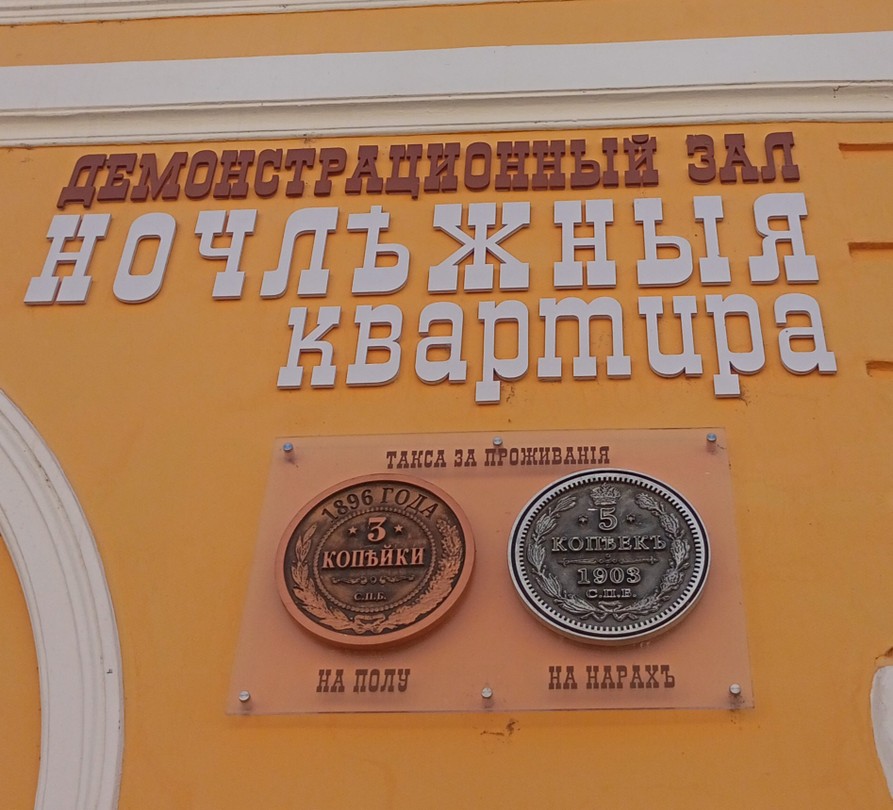 ДЕМОНСТРАЦИОННЫЙ ЗАЛ
НОЧЛѢЖНЫЯ
квартира
ТАКСА ЗА ПРОЖИВАНІЯ
1896 ГОДА
3
КОПѢЙКИ
С.П.Б.
5
КОПѢЕКЪ
1903
С.П.Б.
НА ПОЛУ
НА НАРАХЪ